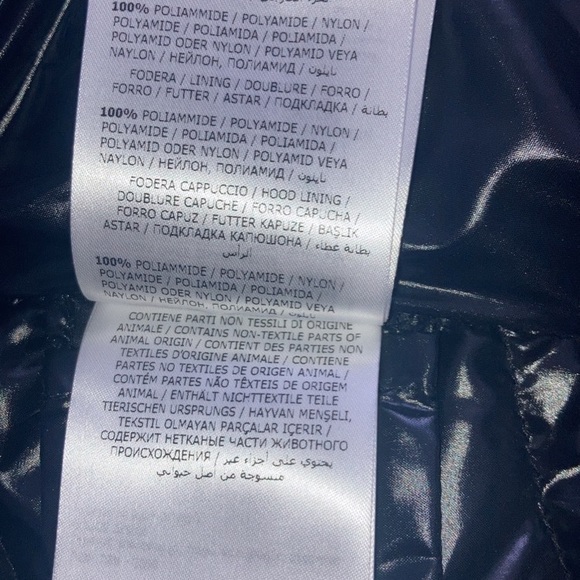 100% POLIAMMIDE / POLYAMIDE / NYLON /
POLYAMIDE / POLIAMIDA / POLIAMIDA /
POLYAMID ODER NYLON / POLYAMID VEYA
NAYLON / НЕЙЛОН, ПОЛИАМИД / نايلون
FODERA / LINING / DOUBLURE / FORRO /
FORRO / FUTTER / ASTAR / ПОДКЛАДКА / بطانة
100% POLIAMMIDE / POLYAMIDE / NYLON /
POLYAMIDE / POLIAMIDA / POLIAMIDA /
POLYAMID ODER NYLON / POLYAMID VEYA
NAYLON / НЕЙЛОН, ПОЛИАМИД / نايلون
FODERA CAPPUCCIO / HOOD LINING /
DOUBLURE CAPUCHE / FORRO CAPUCHA /
FORRO CAPUZ / FUTTER KAPUZE / BAŞLIK
ASTAR / ПОДКЛАДКА КАПЮШОНА / بطانة غطاء
الرأس
100% POLIAMMIDE / POLYAMIDE / NYLON /
POLYAMIDE / POLIAMIDA / POLIAMIDA /
POLYAMID ODER NYLON / POLYAMID VEYA
NAYLON / НЕЙЛОН, ПОЛИАМИД /
CONTIENE PARTI NON TESSILI DI ORIGINE
ANIMALE / CONTAINS NON-TEXTILE PARTS OF
ANIMAL ORIGIN / CONTIENT DES PARTIES NON
TEXTILES D'ORIGINE ANIMALE / CONTIENE
PARTES NO TEXTILES DE ORIGEN ANIMAL /
CONTÉM PARTES NÃO TÊXTEIS DE ORIGEM
ANIMAL / ENTHÄLT NICHTTEXTILE TEILE
TIERISCHEN URSPRUNGS / HAYVAN MENŞELİ,
TEKSTIL OLMAYAN PARÇALAR İÇERİR /
СОДЕРЖИТ НЕТКАНЫЕ ЧАСТИ ЖИВОТНОГО
ПРОИСХОЖДЕНИЯ / يحتوي على أجزاء غير
منسوجة من أصل حيواني